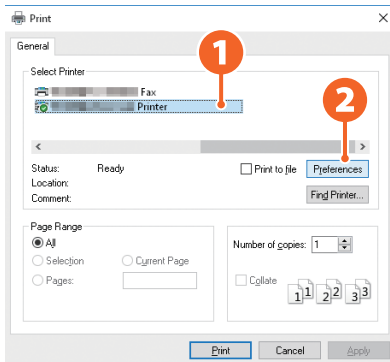 Print
General
Select Printer
1
Fax
Printer
2
Status: Ready
Print to file
Preferences
Location:
Comment:
Find Printer...
Page Range
All
Selection
Current Page
Pages:
Number of copies: 1
Collate
1 1 2 2 3 3
Print
Cancel
Apply